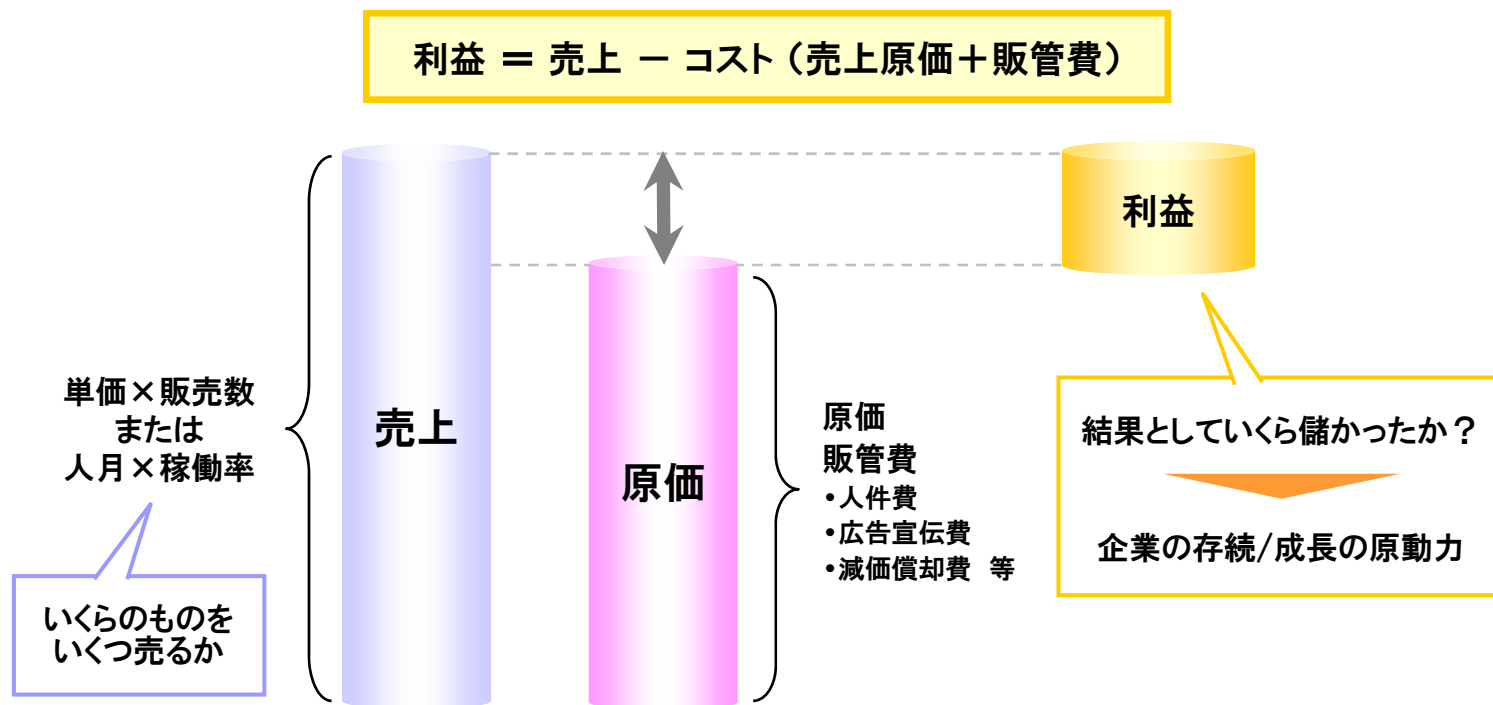 利益 ＝ 売上 － コスト（売上原価＋販管費）
単価×販売数
または
人月×稼働率
いくらのものを
いくつ売るか
売上
原価
原価
販管費
・人件費
・広告宣伝費
・減価償却費　等
利益
結果としていくら儲かったか？
企業の存続/成長の原動力